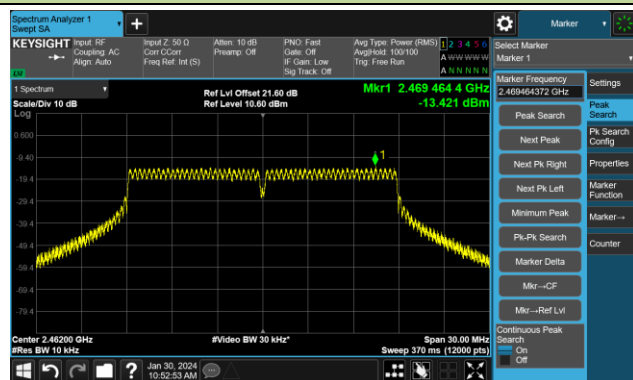 Spectrum Analyzer 1
Swept SA
Marker
KEYSIGHT
Input: RF
Coupling: AC
Align: Auto
Input Z: 50 Ω
Corr CCorr
Freq Ref: Int (S)
Atten: 10 dB
Preamp: Off
PNO: Fast
Gate: Off
IF Gain: Low
Sig Track: Off
Avg Type: Power (RMS)
Avg|Hold: 100/100
Trig: Free Run
1 2 3 4 5 6
A W W W W W
A N N N N N
Select Marker
Marker 1
1 Spectrum
Scale/Div 10 dB
Log
Ref Lvl Offset 21.60 dB
Ref Level 10.60 dBm
Mkr1 2.469 464 4 GHz
-13.421 dBm
0.600
-9.40
-19.4
-29.4
-39.4
-49.4
-59.4
-69.4
-79.4
1
Center 2.46200 GHz
#Res BW 10 kHz
#Video BW 30 kHz*
Span 30.00 MHz
Sweep 370 ms (12000 pts)
Marker Frequency
2.469464372 GHz
Peak Search
Next Peak
Next Pk Right
Next Pk Left
Minimum Peak
Pk-Pk Search
Marker Delta
Mkr→CF
Mkr→Ref Lvl
Continuous Peak
Search
On
Off
Settings
Peak
Search
Pk Search
Config
Properties
Marker
Function
Marker→
Counter
Jan 30, 2024
10:52:53 AM